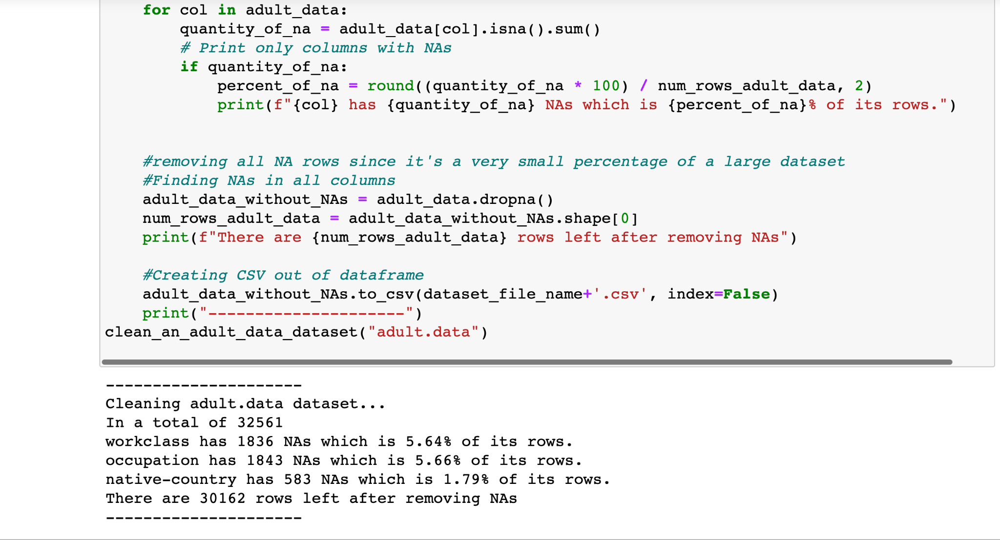 for col in adult_data:
quantity_of_na = adult_data[col].isna().sum()
# Print only columns with NAs
if quantity_of_na:
percent_of_na = round((quantity_of_na * 100) / num_rows_adult_data, 2)
print(f"{col} has {quantity_of_na} NAs which is {percent_of_na}% of its rows.")
#removing all NA rows since it's a very small percentage of a large dataset
#Finding NAs in all columns
adult_data_without_NAs = adult_data.dropna()
num_rows_adult_data = adult_data_without_NAs.shape[0]
print(f"There are {num_rows_adult_data} rows left after removing NAs")
#Creating CSV out of dataframe
adult_data_without_NAs.to_csv(dataset_file_name+'.csv', index=False)
print("---------------------")
clean_an_adult_data_dataset("adult.data")
---------------------
Cleaning adult.data dataset...
In a total of 32561
workclass has 1836 NAs which is 5.64% of its rows.
occupation has 1843 NAs which is 5.66% of its rows.
native-country has 583 NAs which is 1.79% of its rows.
There are 30162 rows left after removing NAs
---------------------